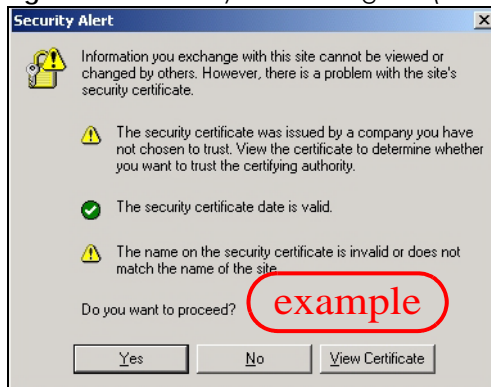 Security Alert
Information you exchange with this site cannot be viewed or
changed by others. However, there is a problem with the site's
security certificate.
The security certificate was issued by a company you have
not chosen to trust. View the certificate to determine whether
you want to trust the certifying authority.
The security certificate date is valid.
The name on the security certificate is invalid or does not
match the name of the site
Do you want to proceed?
example
Yes
No
View Certificate